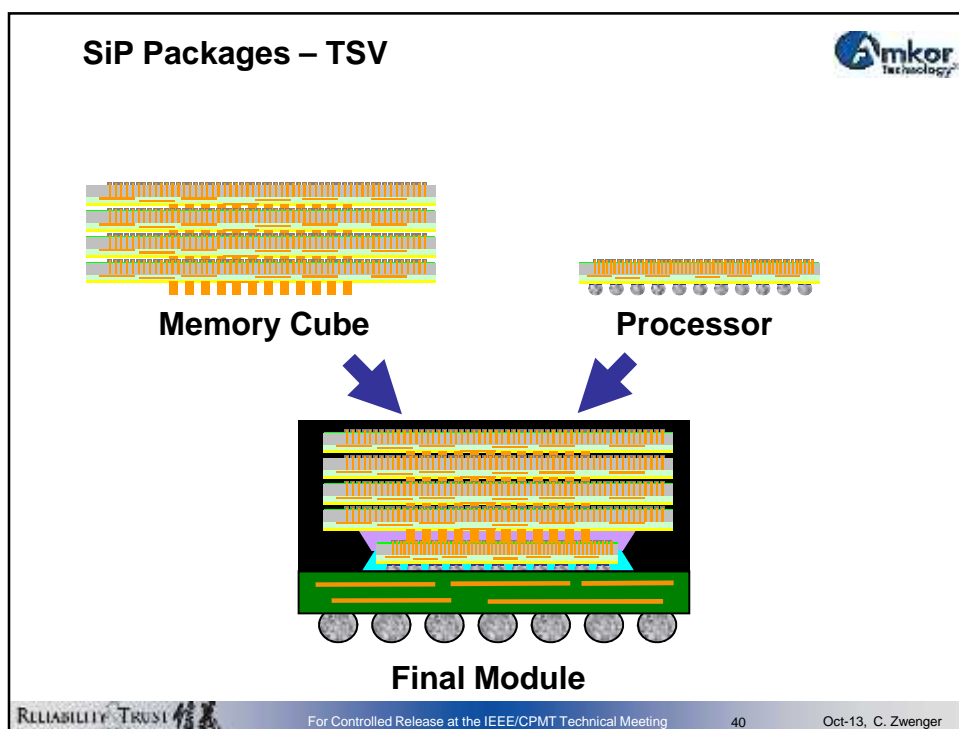 SiP Packages – TSV
Amkor
Technology
Memory Cube
Processor
Final Module
RELIABILITY TRUST 信義
For Controlled Release at the IEEE/CPMT Technical Meeting
40
Oct-13, C. Zwenger